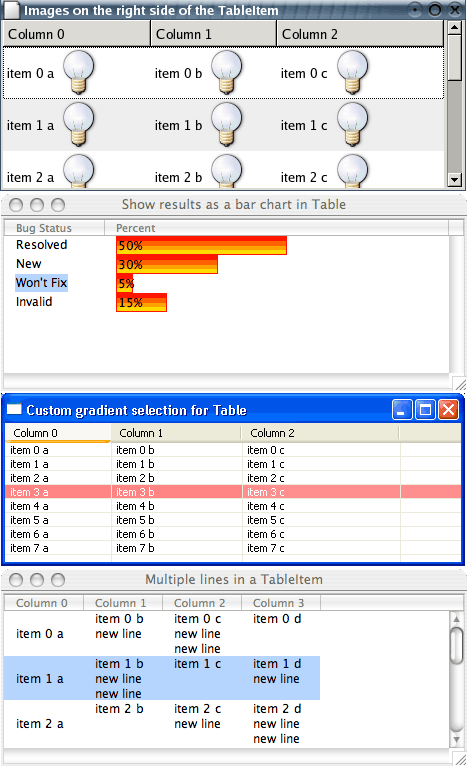 Images on the right side of the TableItem
Column 0 Column 1 Column 2
item 0 a item 0 b item 0 c
item 1 a item 1 b item 1 c
item 2 a item 2 b item 2 c
Show results as a bar chart in Table
Bug Status Percent
Resolved 50%
New 30%
Won't Fix 5%
Invalid 15%
Custom gradient selection for Table
Column 0 Column 1 Column 2
item 0 a item 0 b item 0 c
item 1 a item 1 b item 1 c
item 2 a item 2 b item 2 c
item 3 a item 3 b item 3 c
item 4 a item 4 b item 4 c
item 5 a item 5 b item 5 c
item 6 a item 6 b item 6 c
item 7 a item 7 b item 7 c
Multiple lines in a TableItem
Column 0 Column 1 Column 2 Column 3
item 0 b item 0 c item 0 d
item 0 a new line new line
new line
item 1 b item 1 c item 1 d
item 1 a new line new line
new line
item 2 b item 2 c item 2 d
item 2 a new line new line
new line